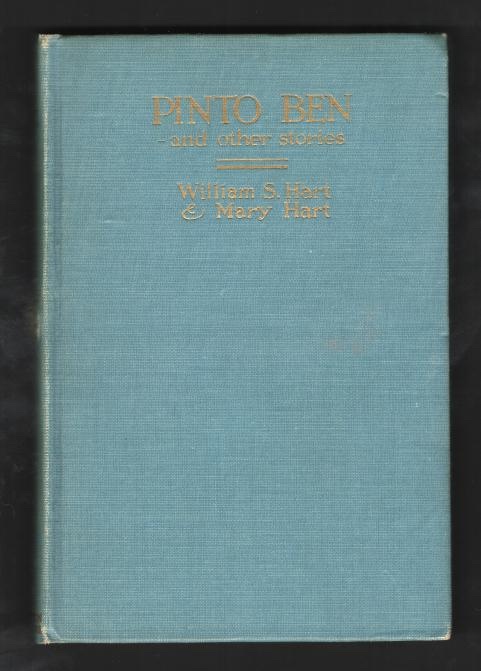 PINTO BEN
- and other stories
William S. Hart
& Mary Hart